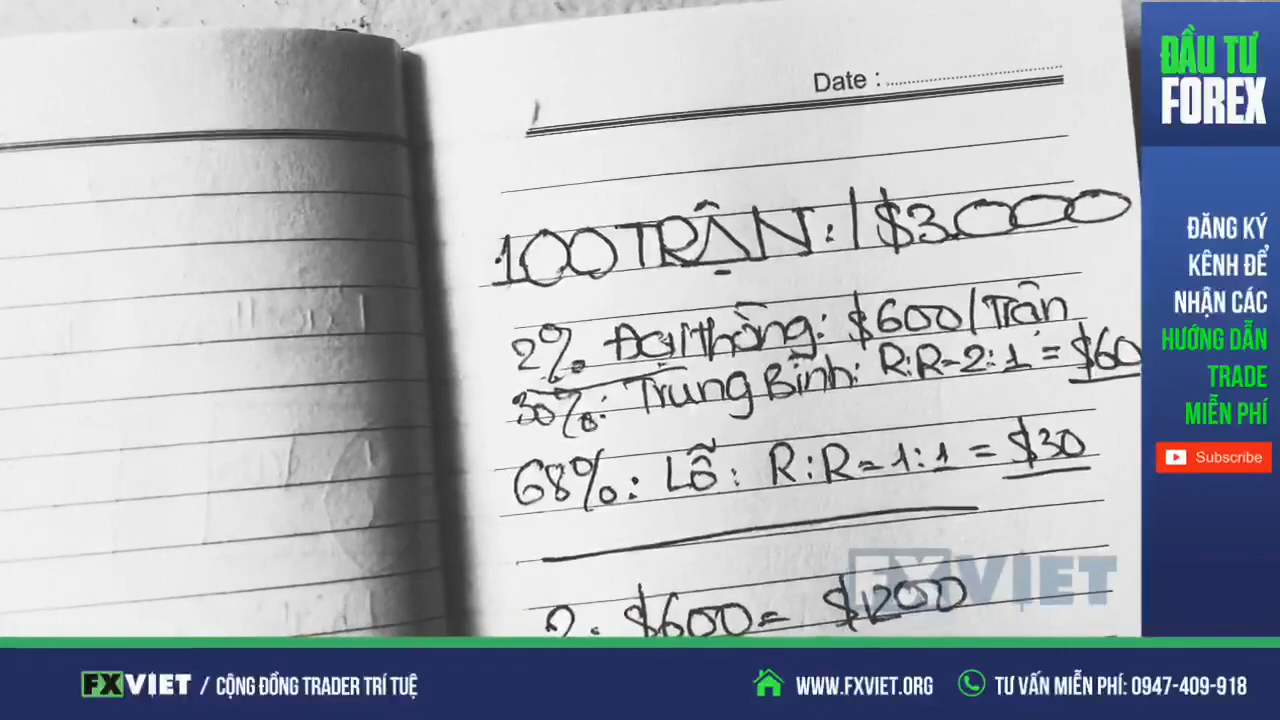 Date :
100 TRẬN: | $3.000
2%. Đại thắng: $600 / Trận
30%: Trung Bình: R:R=2:1 = $60
68%: Lỗ: R:R=1:1 = $30
2. $600 = $1200
FXVIET
ĐẦU TƯ
FOREX
ĐĂNG KÝ
KÊNH ĐỂ
NHẬN CÁC
HƯỚNG DẪN
TRADE
MIỄN PHÍ
Subscribe
FXVIET / CỘNG ĐỒNG TRADER TRÍ TUỆ
WWW.FXVIET.ORG
TƯ VẤN MIỄN PHÍ: 0947-409-918